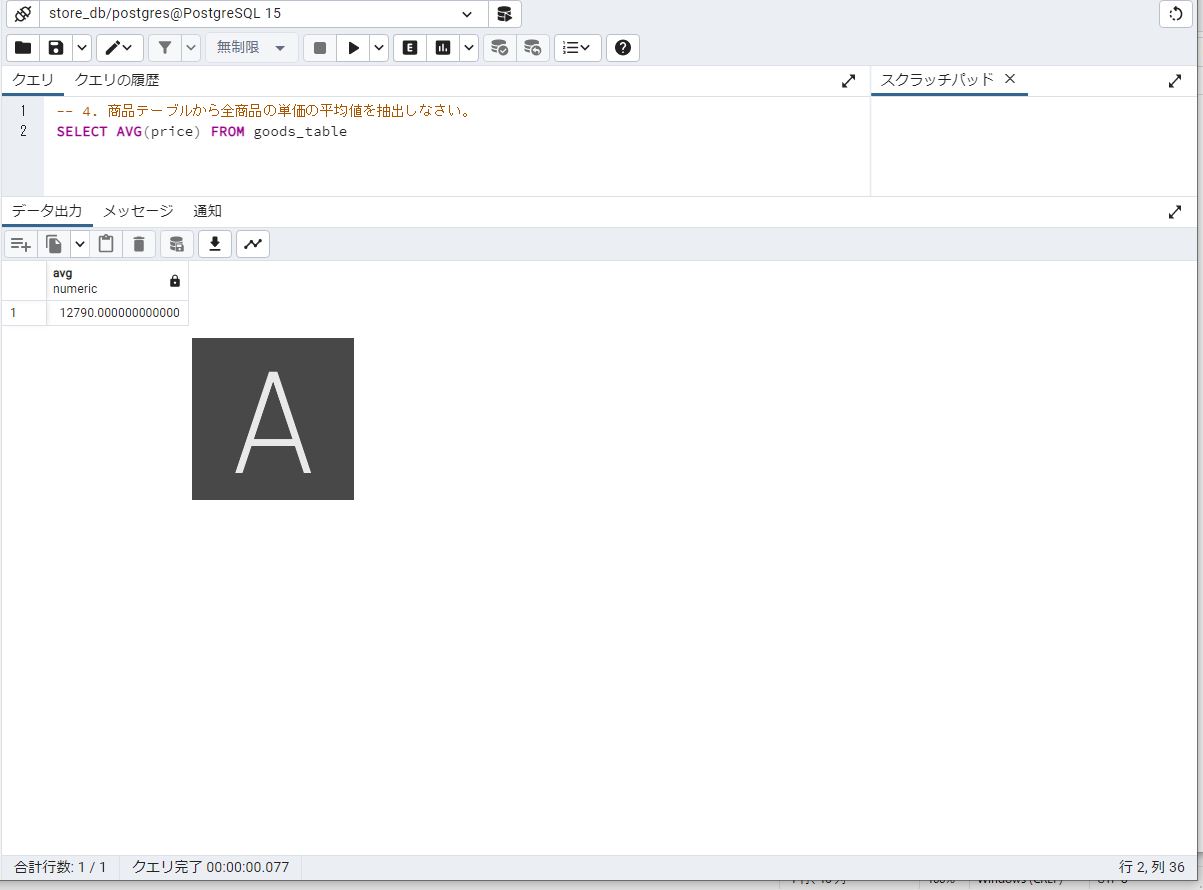 store_db/postgres@PostgreSQL 15
無制限
E
クエリ クエリの履歴
スクラッチパッド ×
1 -- 4. 商品テーブルから全商品の単価の平均値を抽出しなさい。
2 SELECT AVG(price) FROM goods_table
データ出力 メッセージ 通知
avg
numeric
1 12790.000000000000
A
合計行数: 1 / 1 クエリ完了 00:00:00.077 行 2, 列 36